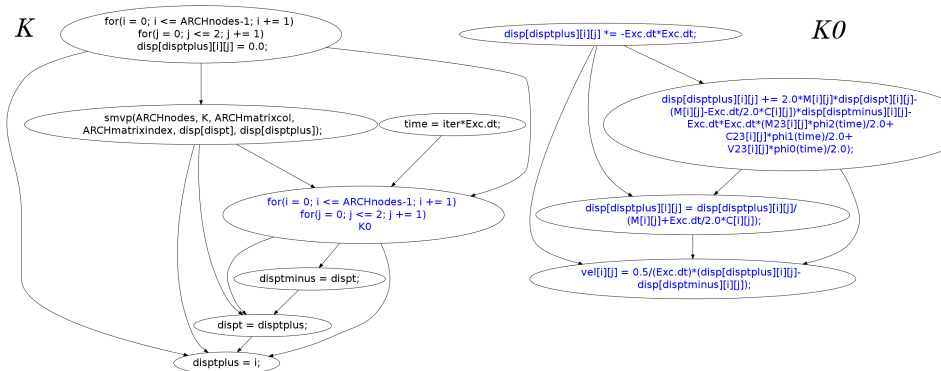 K
for(i = 0; i <= ARCHnodes-1; i += 1)
for(j = 0; j <= 2; j += 1)
disp[disptplus][i][j] = 0.0;
smvp(ARCHnodes, K, ARCHmatrixcol,
ARCHmatrixindex, disp[dispt], disp[disptplus]);
time = iter*Exc.dt;
for(i = 0; i <= ARCHnodes-1; i += 1)
for(j = 0; j <= 2; j += 1)
K0
disptminus = dispt;
dispt = disptplus;
disptplus = i;
K0
disp[disptplus][i][j] *= -Exc.dt*Exc.dt;
disp[disptplus][i][j] += 2.0*M[i][j]*disp[dispt][i][j]-
(M[i][j]-Exc.dt/2.0*C[i][j])*disp[disptminus][i][j]-
Exc.dt*Exc.dt*(M23[i][j]*phi2(time)/2.0+
C23[i][j]*phi1(time)/2.0+
V23[i][j]*phi0(time)/2.0);
disp[disptplus][i][j] = disp[disptplus][i][j]/
(M[i][j]+Exc.dt/2.0*C[i][j]);
vel[i][j] = 0.5/(Exc.dt)*(disp[disptplus][i][j]-
disp[disptminus][i][j]);